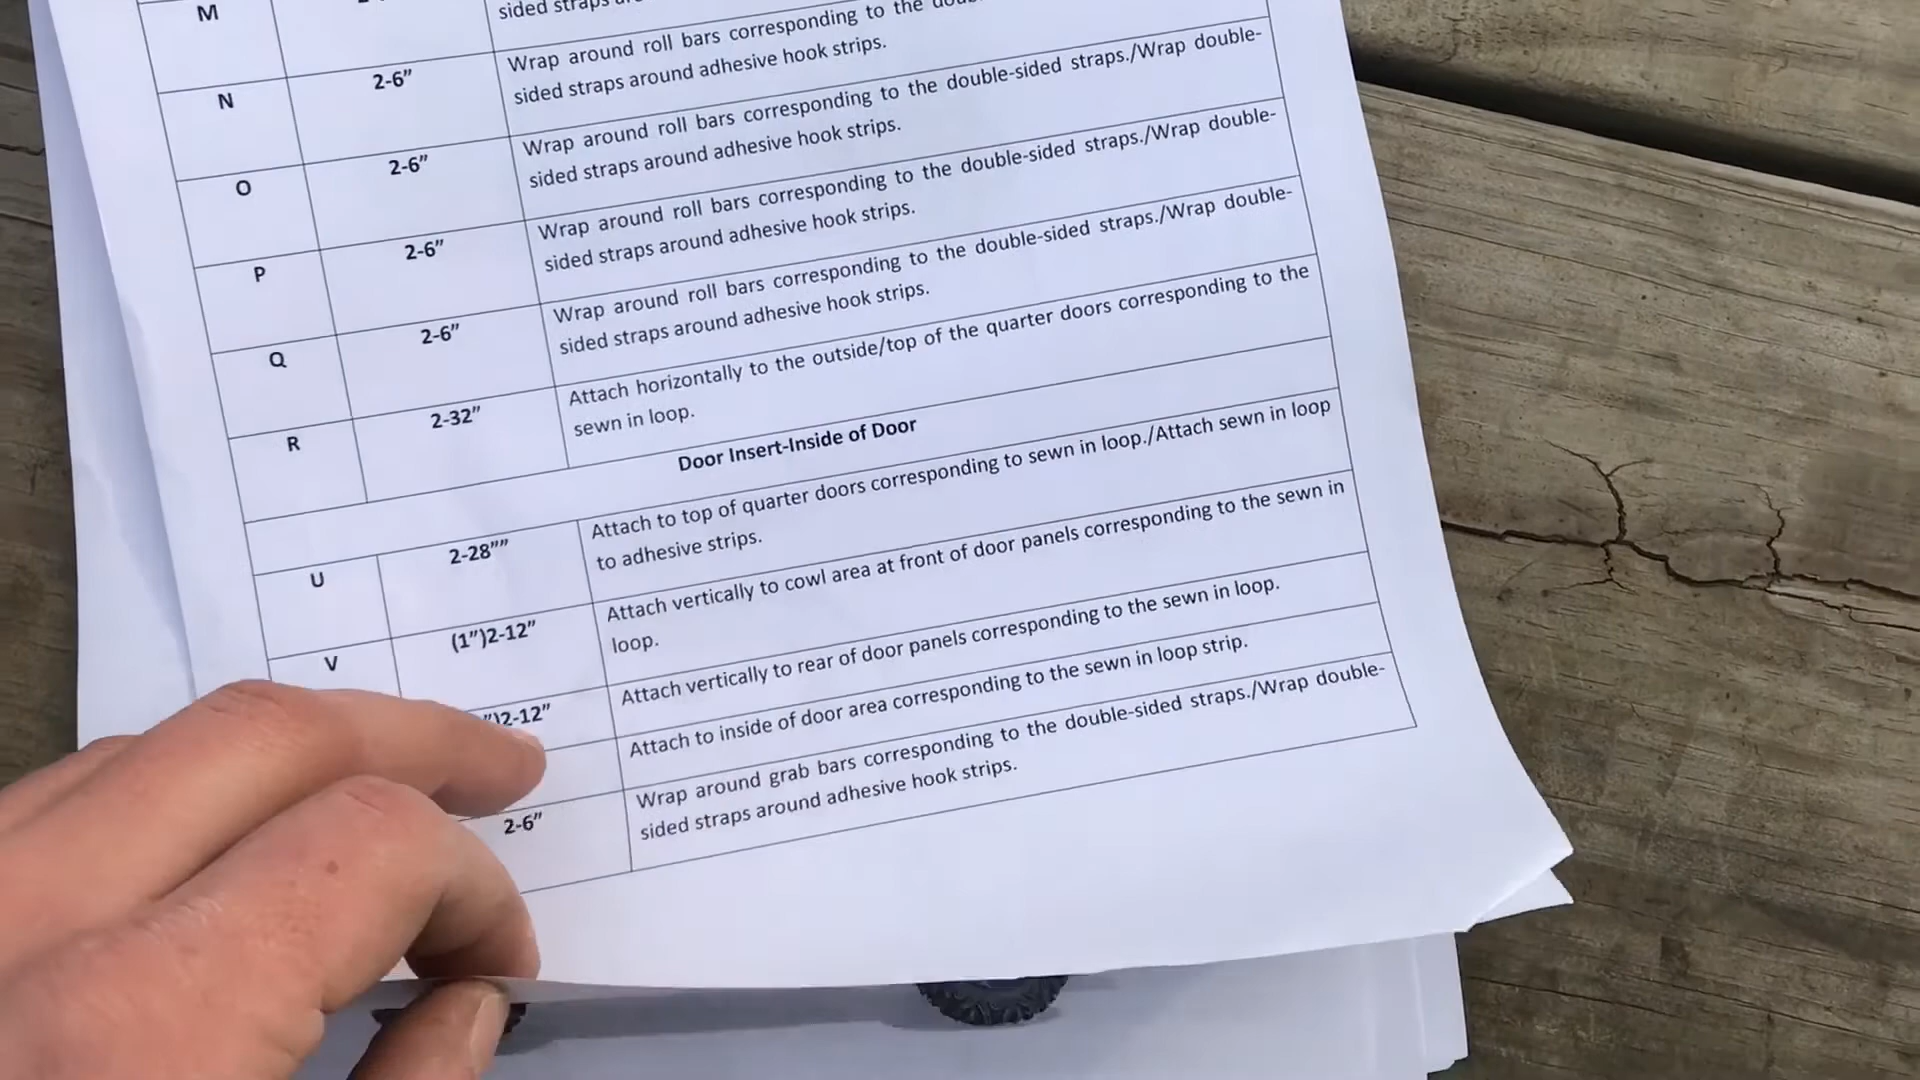 M
sided straps
N 2-6” Wrap around roll bars corresponding to the
sided straps around adhesive hook strips.
O 2-6” Wrap around roll bars corresponding to the double-sided straps./Wrap double-
sided straps around adhesive hook strips.
P 2-6” Wrap around roll bars corresponding to the double-sided straps./Wrap double-
sided straps around adhesive hook strips.
Q 2-6” Wrap around roll bars corresponding to the double-sided straps./Wrap double-
sided straps around adhesive hook strips.
R 2-32” Attach horizontally to the outside/top of the quarter doors corresponding to the
sewn in loop.
Door Insert-Inside of Door
U 2-28”” Attach to top of quarter doors corresponding to sewn in loop./Attach sewn in loop
to adhesive strips.
V (1”)2-12” Attach vertically to cowl area at front of door panels corresponding to the sewn in
loop.
”)2-12” Attach vertically to rear of door panels corresponding to the sewn in loop.
Attach to inside of door area corresponding to the sewn in loop strip.
2-6” Wrap around grab bars corresponding to the double-sided straps./Wrap double-
sided straps around adhesive hook strips.